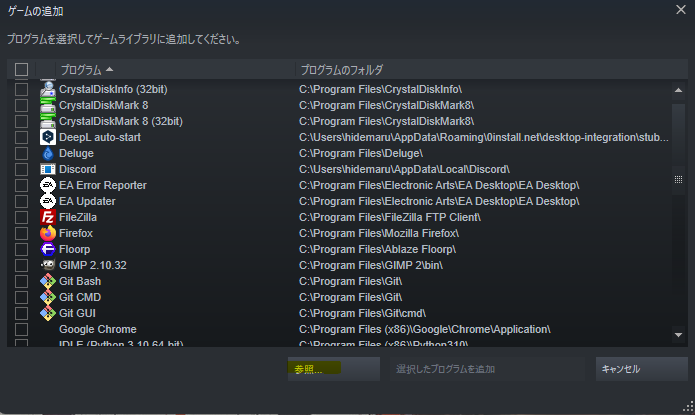 ゲームの追加
プログラムを選択してゲームライブラリに追加してください。
プログラム プログラムのフォルダ
CrystalDiskInfo (32bit) C:\Program Files\CrystalDiskInfo\
CrystalDiskMark 8 C:\Program Files\CrystalDiskMark8\
CrystalDiskMark 8 (32bit) C:\Program Files\CrystalDiskMark8\
DeepL auto-start C:\Users\hidemaru\AppData\Roaming\0install.net\desktop-integration\stub...
Deluge C:\Program Files\Deluge\
Discord C:\Users\hidemaru\AppData\Local\Discord\
EA Error Reporter C:\Program Files\Electronic Arts\EA Desktop\EA Desktop\
EA Updater C:\Program Files\Electronic Arts\EA Desktop\EA Desktop\
FileZilla C:\Program Files\FileZilla FTP Client\
Firefox C:\Program Files\Mozilla Firefox\
Floorp C:\Program Files\Ablaze Floorp\
GIMP 2.10.32 C:\Program Files\GIMP 2\bin\
Git Bash C:\Program Files\Git\
Git CMD C:\Program Files\Git\
Git GUI C:\Program Files\Git\cmd\
Google Chrome C:\Program Files (x86)\Google\Chrome\Application\
IDLE (Python 3.10 64-bit) C:\Program Files (x86)\Python310\
参照... 選択したプログラムを追加 キャンセル